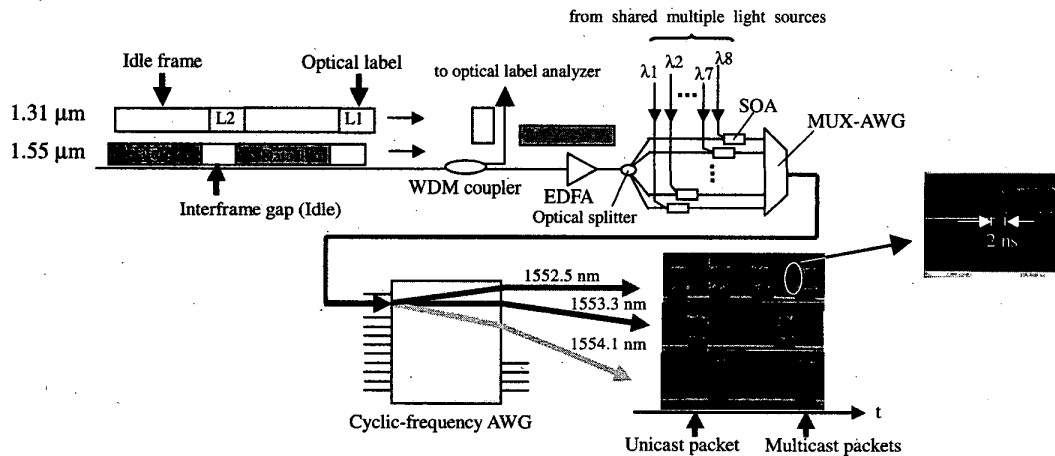 from shared multiple light sources
Idle frame
Optical label
to optical label analyzer
λ1
λ2
λ7
λ8
SOA
MUX-AWG
1.31 μm
L2
L1
1.55 μm
WDM coupler
EDFA
Optical splitter
Interframe gap (Idle)
2 ns
1552.5 nm
1553.3 nm
1554.1 nm
Cyclic-frequency AWG
t
Unicast packet
Multicast packets